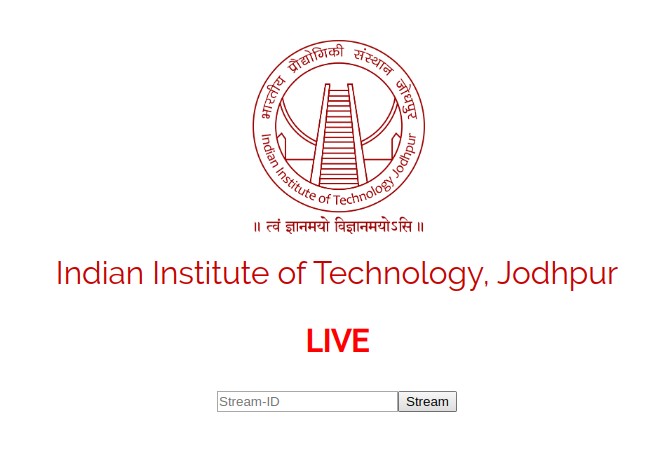 भारतीय प्रौद्योगिकी संस्थान जोधपुर
Indian Institute of Technology Jodhpur
॥ त्वं ज्ञानमयो विज्ञानमयोऽसि ॥
Indian Institute of Technology, Jodhpur
LIVE
Stream-ID Stream